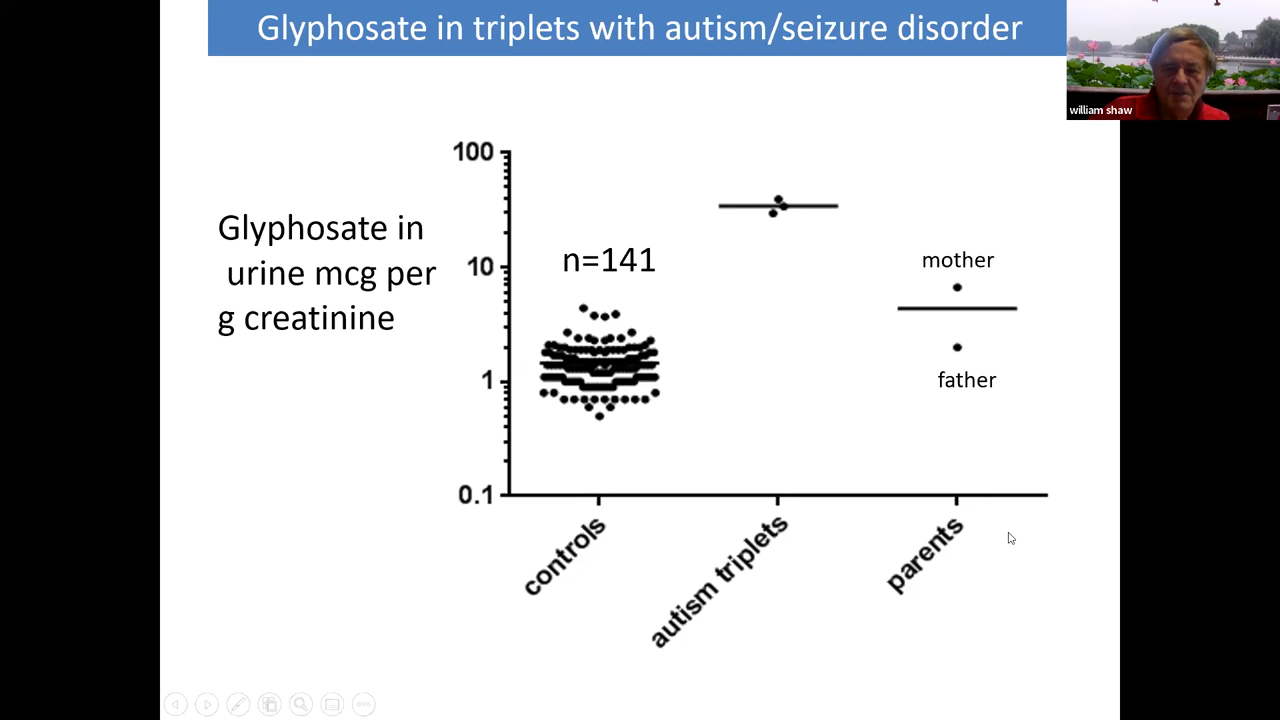 Glyphosate in triplets with autism/seizure disorder
william shaw
Glyphosate in
urine mcg per
g creatinine
100
10
1
0.1
n=141
mother
father
controls
autism triplets
parents